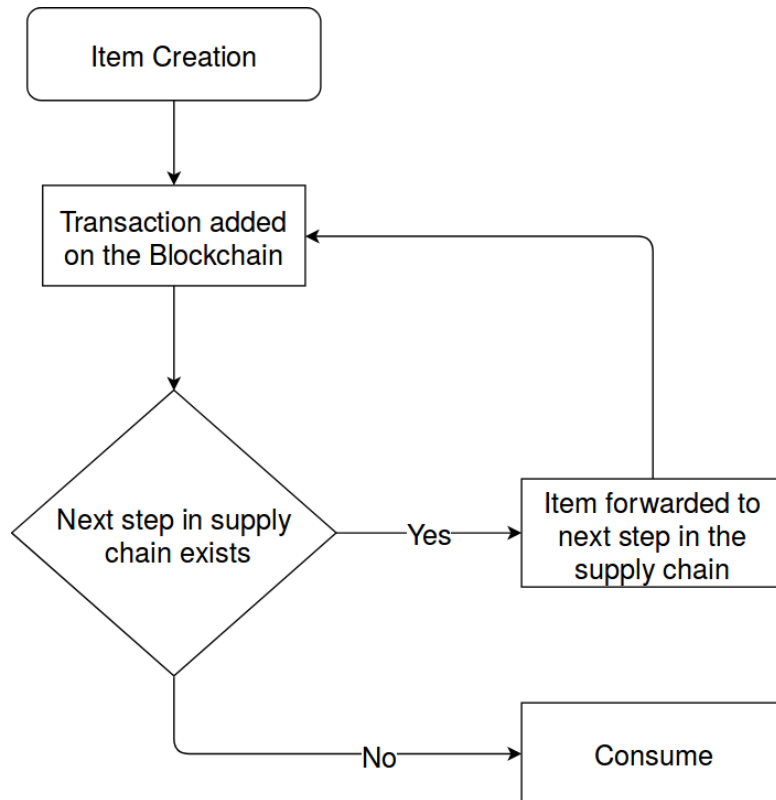 Item Creation
Transaction added
on the Blockchain
Next step in supply
chain exists
Yes
Item forwarded to
next step in the
supply chain
No
Consume